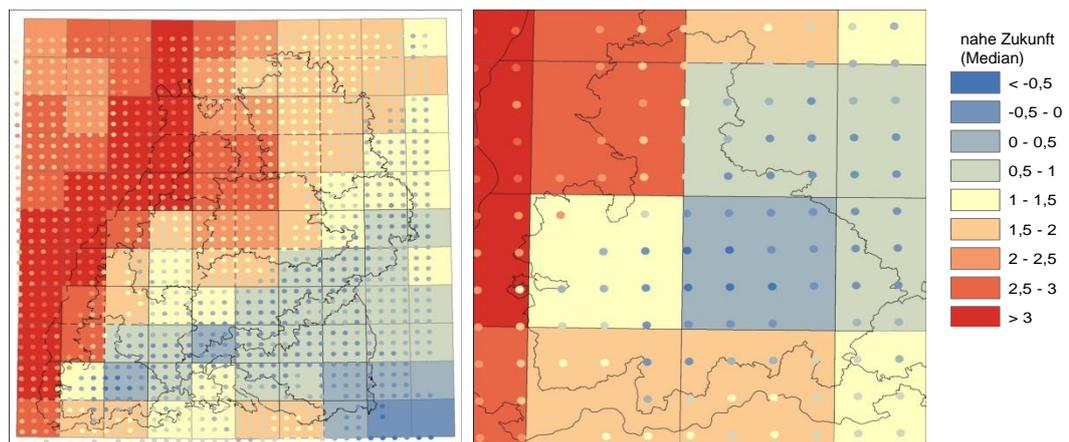 nahe Zukunft
(Median)
< -0,5
-0,5 - 0
0 - 0,5
0,5 - 1
1 - 1,5
1,5 - 2
2 - 2,5
2,5 - 3
> 3